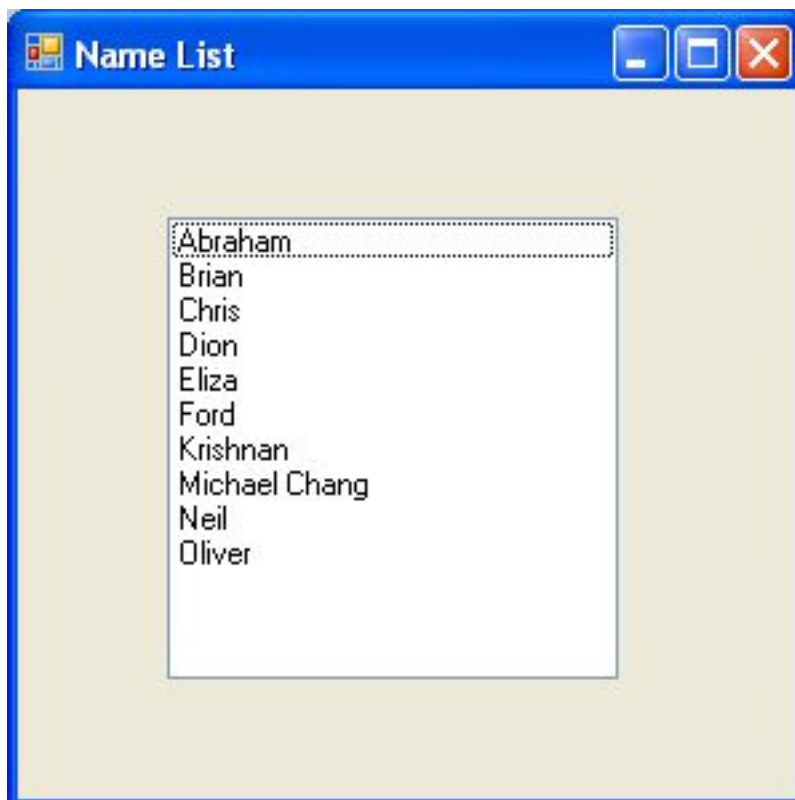 Name List
Abraham
Brian
Chris
Dion
Eliza
Ford
Krishnan
Michael Chang
Neil
Oliver